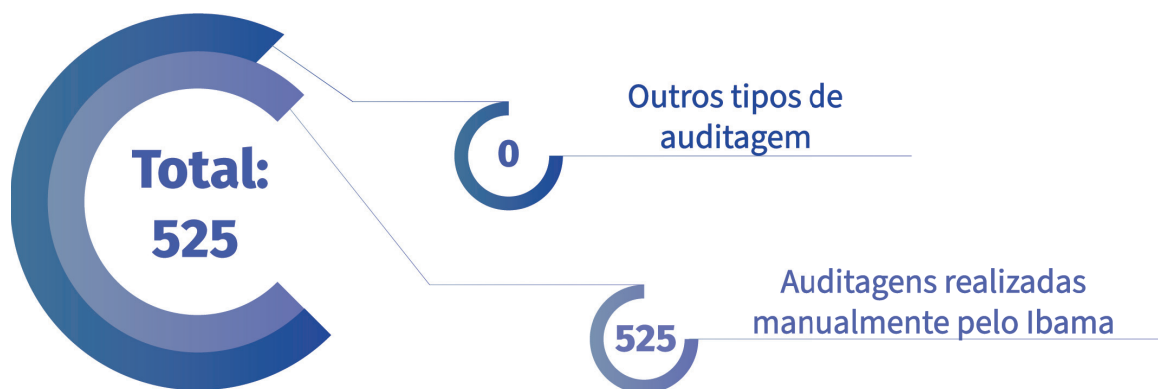 Total:
525
0
Outros tipos de
auditagem
525
Auditagens realizadas
manualmente pelo Ibama